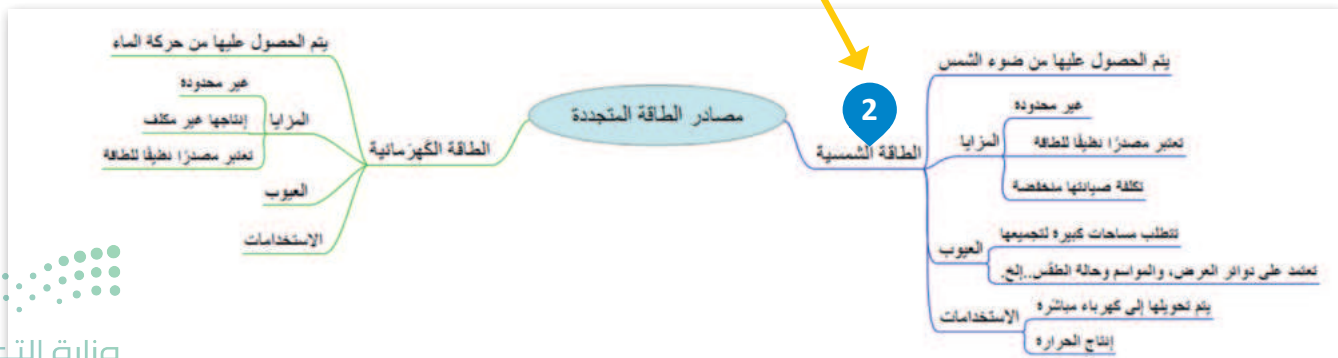 مصادر الطاقة المتجددة
2
الطاقة الشمسية
يتم الحصول عليها من ضوء الشمس
المزايا
غير محدودة
تعتبر مصدرًا نظيفًا للطاقة
تكلفة صيانتها منخفضة
العيوب
تتطلب مساحات كبيرة لتجميعها
تعتمد على دوائر العرض، والمواسم وحالة الطقس..إلخ.
الاستخدامات
يتم تحويلها إلى كهرباء مباشرة
إنتاج الحرارة
الطاقة الكهرمائية
يتم الحصول عليها من حركة الماء
المزايا
غير محدودة
إنتاجها غير مكلف
تعتبر مصدرًا نظيفًا للطاقة
العيوب
الاستخدامات